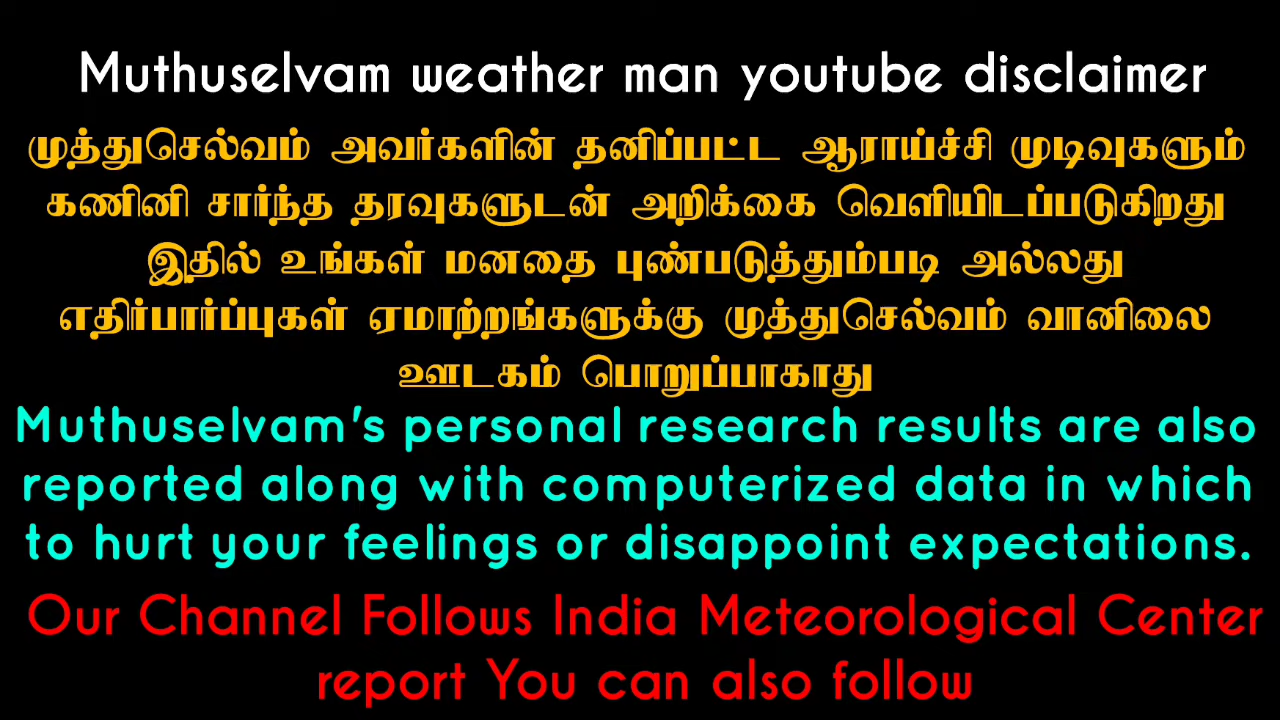 Muthuselvam weather man youtube disclaimer
முத்துசெல்வம் அவர்களின் தனிப்பட்ட ஆராய்ச்சி முடிவுகளும்
கணினி சார்ந்த தரவுகளுடன் அறிக்கை வெளியிடப்படுகிறது
இதில் உங்கள் மனதை புண்படுத்தும்படி அல்லது
எதிர்பார்ப்புகள் ஏமாற்றங்களுக்கு முத்துசெல்வம் வானிலை
ஊடகம் பொறுப்பாகாது
Muthuselvam's personal research results are also
reported along with computerized data in which
to hurt your feelings or disappoint expectations.
Our Channel Follows India Meteorological Center
report You can also follow